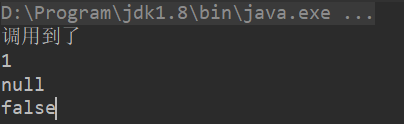 D:\Program\jdk1.8\bin\java.exe ...
调用到了
1
null
false